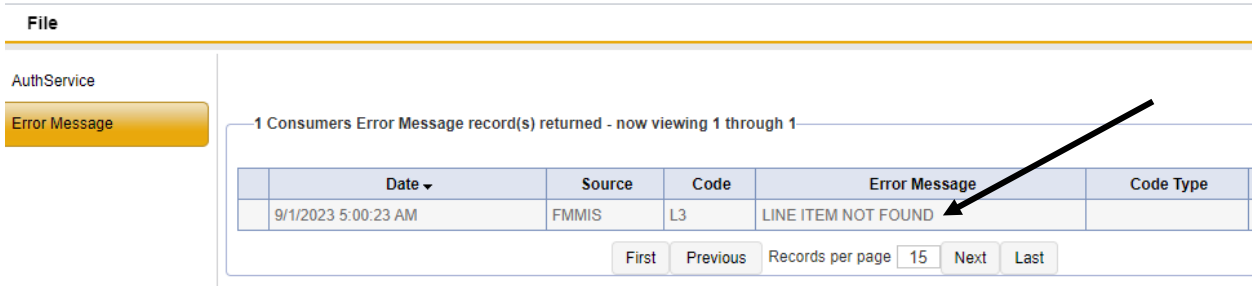 File
AuthService
Error Message
1 Consumers Error Message record(s) returned - now viewing 1 through 1
Date Source Code Error Message Code Type
9/1/2023 5:00:23 AM FMMIS L3 LINE ITEM NOT FOUND
First Previous Records per page 15 Next Last